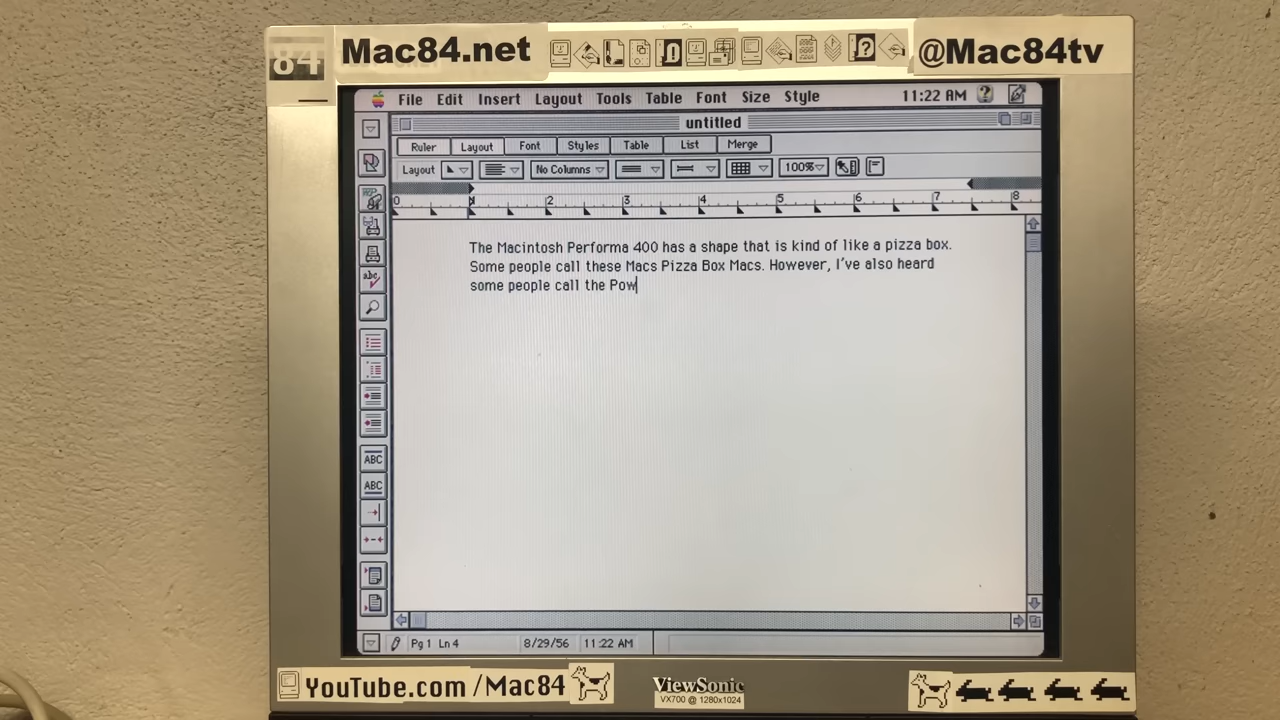 84
Mac84.net
@Mac84tv
File Edit Insert Layout Tools Table Font Size Style 11:22 AM
untitled
Ruler Layout Font Styles Table List Merge
Layout No Columns 100%
0 1 2 3 4 5 6 7 8
The Macintosh Performa 400 has a shape that is kind of like a pizza box.
Some people call these Macs Pizza Box Macs. However, I've also heard
some people call the Pow
abc
ABC
ABC
Pg 1 Ln 4 8/29/56 11:22 AM
YouTube.com/Mac84
ViewSonic
VX700 @ 1280x1024